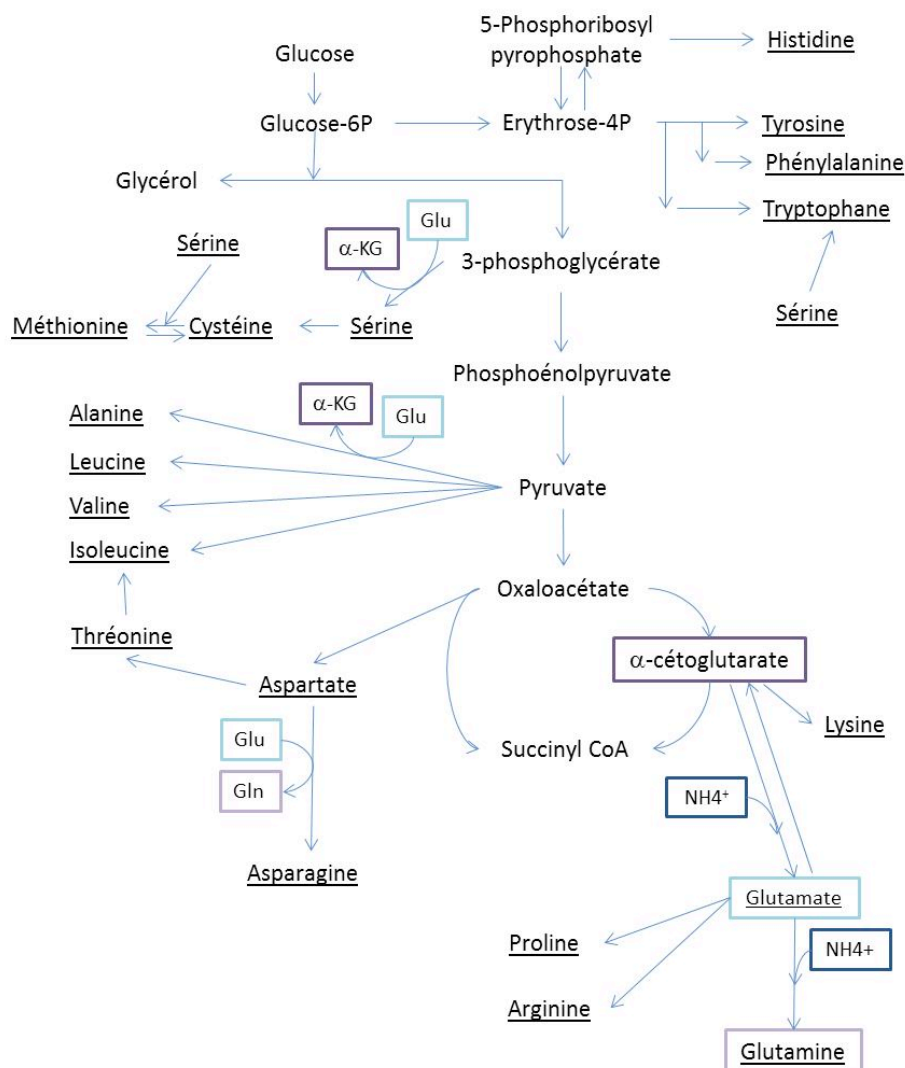 5-Phosphoribosyl
pyrophosphate
Histidine
Glucose
Glucose-6P
Erythrose-4P
Tyrosine
Phénylalanine
Glycérol
Tryptophane
Glu
α-KG
Sérine
3-phosphoglycérate
Sérine
Méthionine
Cystéine
Sérine
Phosphoénolpyruvate
α-KG
Glu
Alanine
Leucine
Pyruvate
Valine
Isoleucine
Oxaloacétate
Thréonine
α-cétoglutarate
Aspartate
Lysine
Glu
Succinyl CoA
Gln
NH4⁺
Asparagine
Glutamate
Proline
NH4+
Arginine
Glutamine